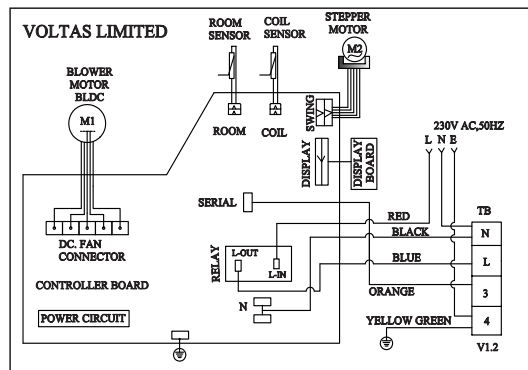 VOLTAS LIMITED
ROOM
SENSOR
COIL
SENSOR
STEPPER
MOTOR
M2
BLOWER
MOTOR
BLDC
M1
ROOM
COIL
SWING
DISPLAY
DISPLAY
BOARD
230V AC,50HZ
L N E
SERIAL
RED
BLACK
BLUE
ORANGE
YELLOW GREEN
TB
N
L
3
4
V1.2
DC. FAN
CONNECTOR
RELAY
L-OUT
L-IN
N
CONTROLLER BOARD
POWER CIRCUIT